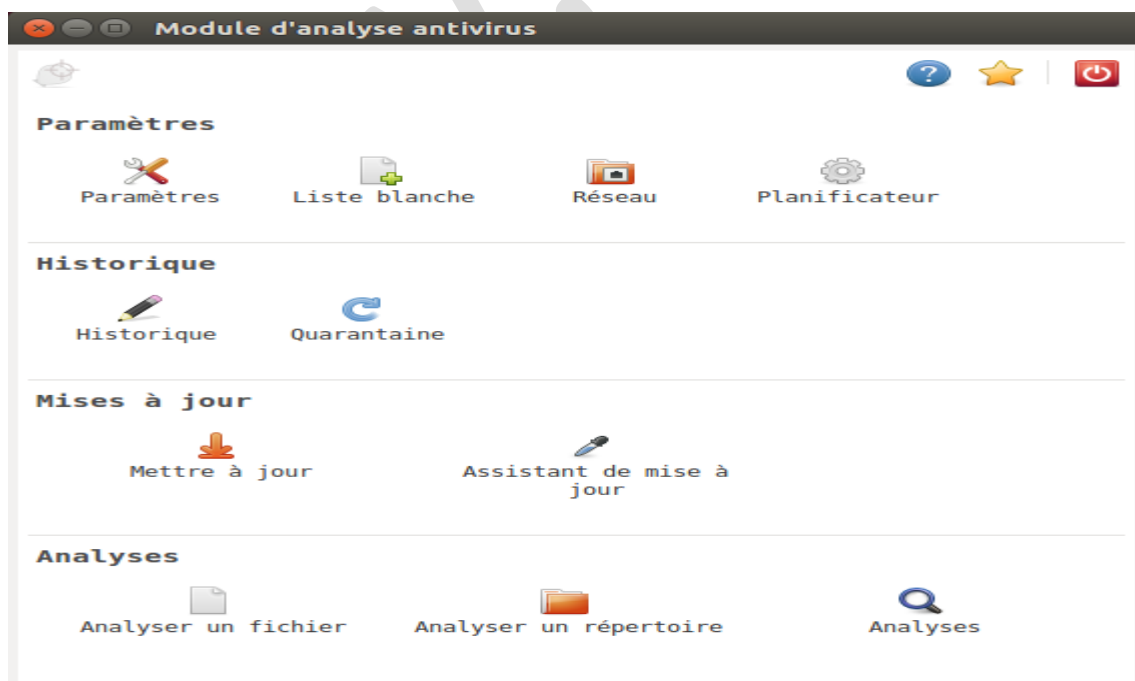 Module d'analyse antivirus
?
Paramètres
Paramètres Liste blanche Réseau Planificateur
Historique
Historique Quarantaine
Mises à jour
Mettre à jour Assistant de mise à
jour
Analyses
Analyser un fichier Analyser un répertoire Analyses